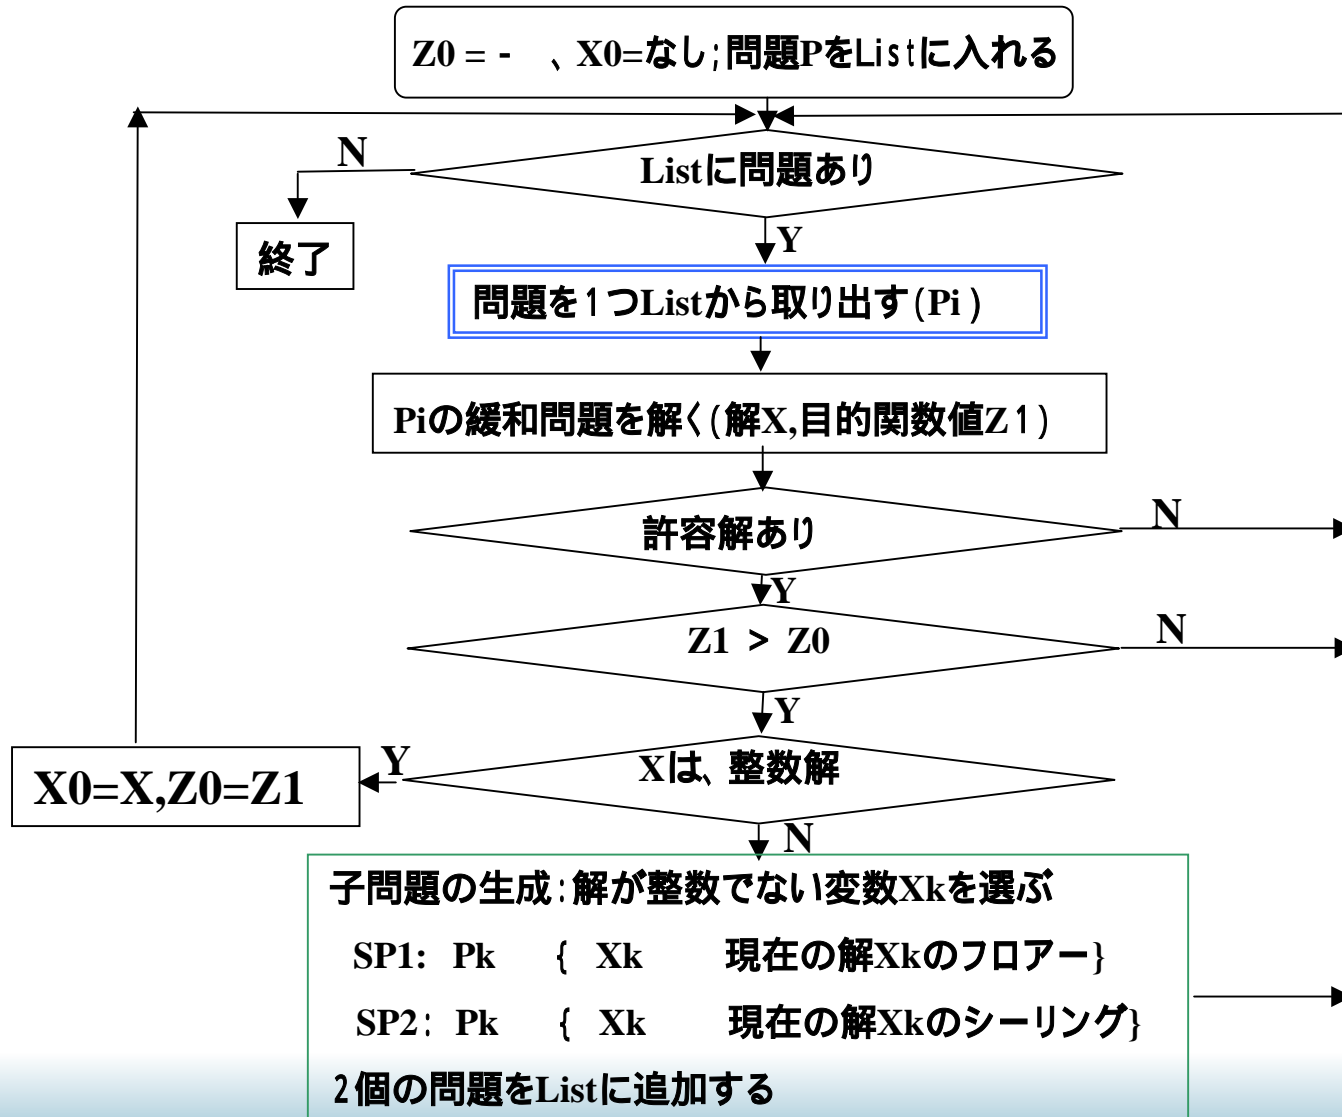 Z0 = - 、X0=なし;問題PをListに入れる
Listに問題あり
N
Y
終了
問題を1つListから取り出す(Pi)
Piの緩和問題を解く(解X,目的関数値Z1)
許容解あり
N
Y
Z1 > Z0
N
Y
Xは、整数解
Y
X0=X,Z0=Z1
N
子問題の生成:解が整数でない変数Xkを選ぶ
SP1: Pk { Xk 現在の解Xkのフロアー}
SP2: Pk { Xk 現在の解Xkのシーリング}
2個の問題をListに追加する